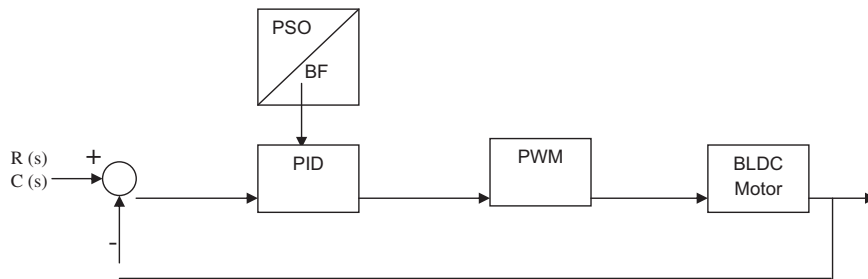 PSO
BF
R (s)
C (s)
+
-
PID
PWM
BLDC
Motor